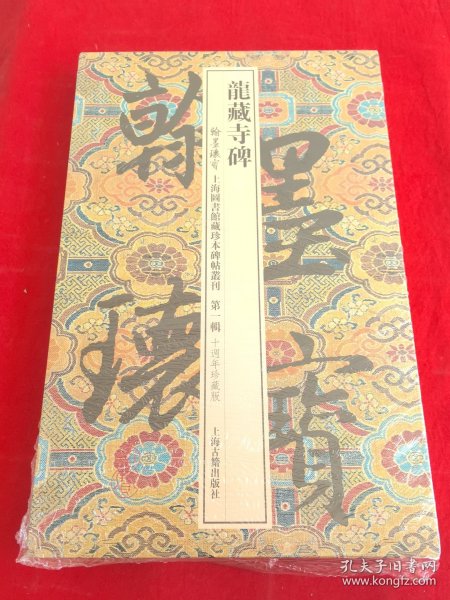 龍藏寺碑
翰墨瓌寶 上海圖書館藏珍本碑帖叢刊 第一輯 十週年珍藏版
上海古籍出版社
翰墨
瓌寶
孔夫子旧书网
www.kongfz.com